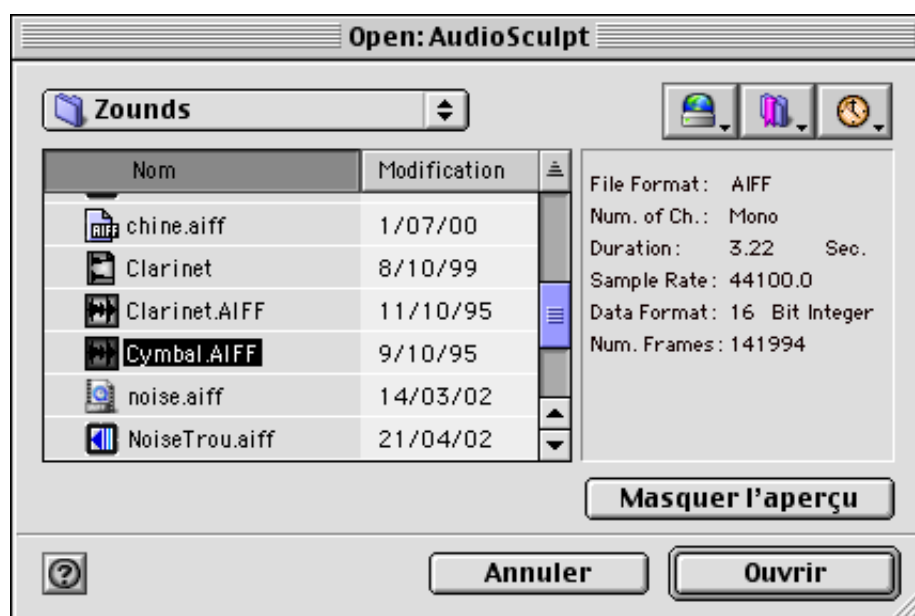 Open: AudioSculpt
Zounds
Nom Modification
chine.aiff 1/07/00
Clarinet 8/10/99
Clarinet.AIFF 11/10/95
Cymbal.AIFF 9/10/95
noise.aiff 14/03/02
NoiseTrou.aiff 21/04/02
File Format: AIFF
Num. of Ch.: Mono
Duration: 3.22 Sec.
Sample Rate: 44100.0
Data Format: 16 Bit Integer
Num. Frames: 141994
Masquer l'aperçu
Annuler Ouvrir